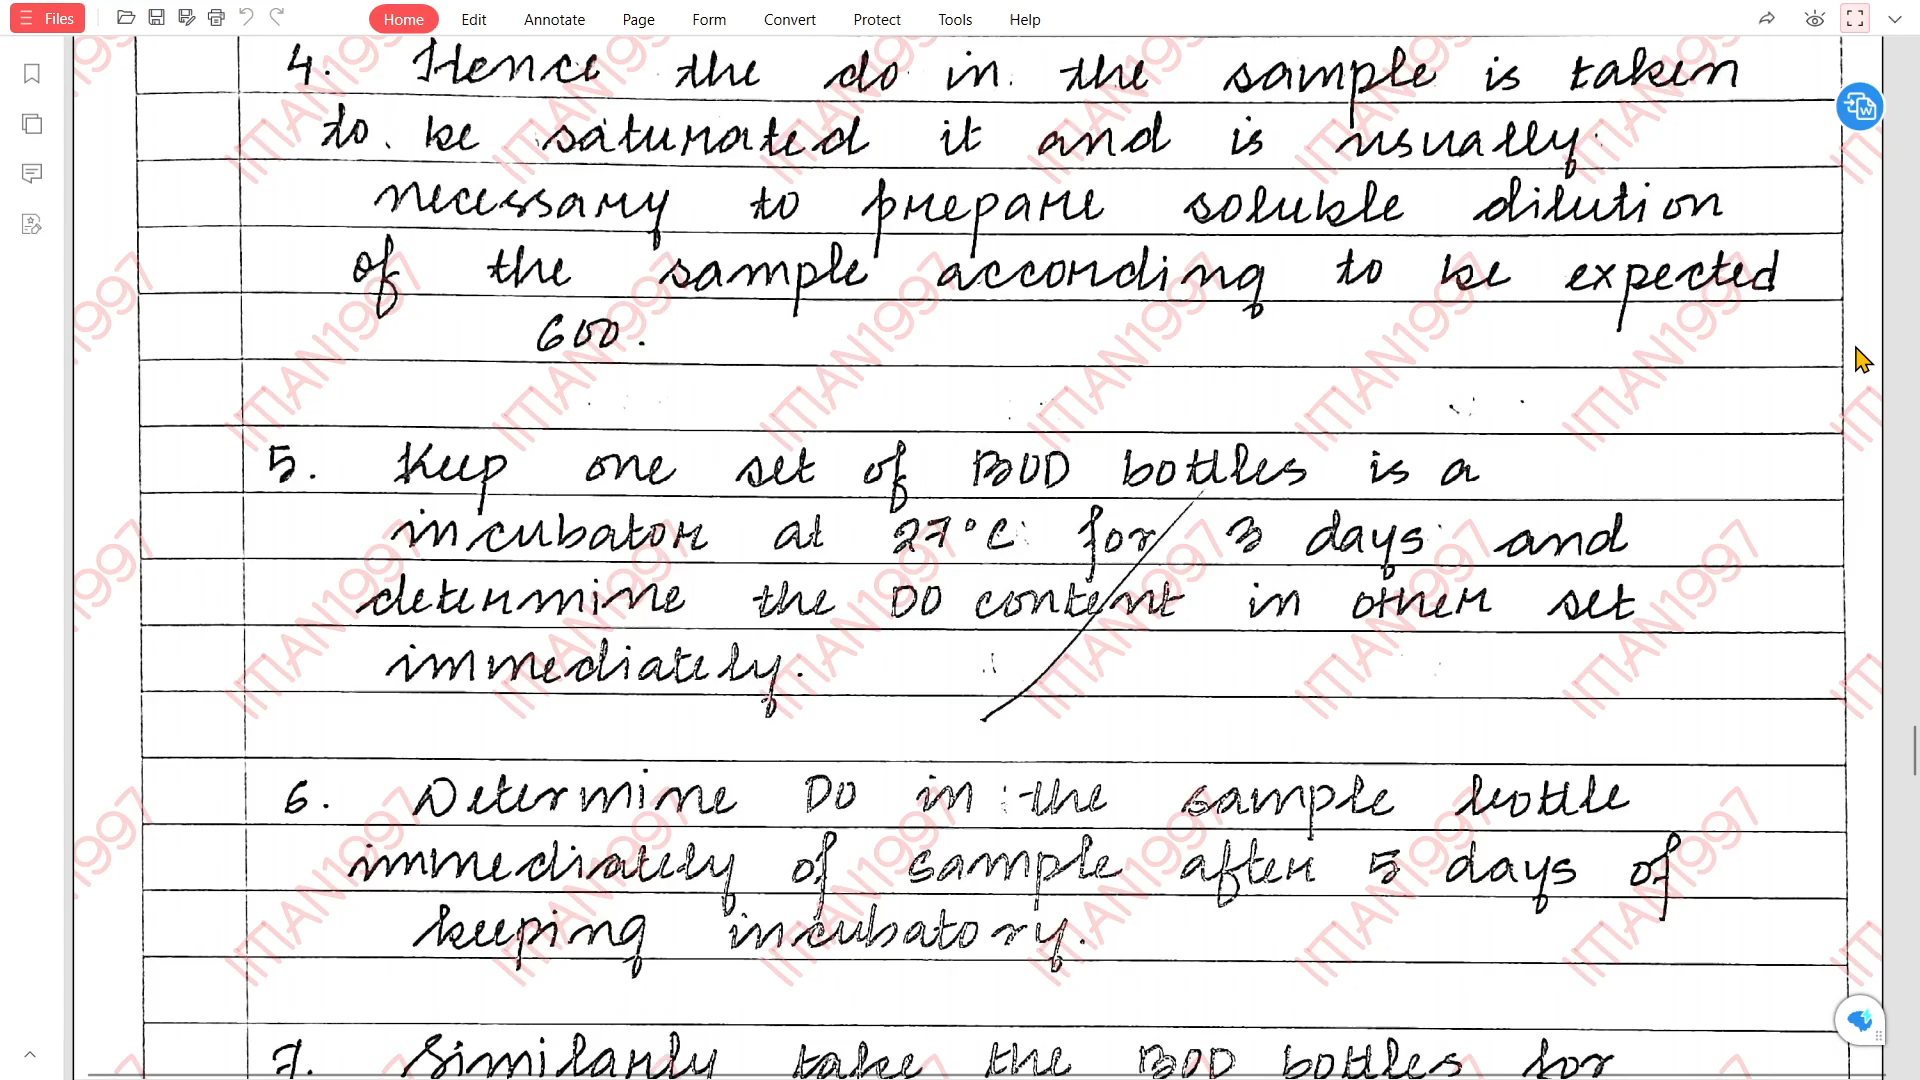 Files
Home Edit Annotate Page Form Convert Protect Tools Help
4. Hence the do in the sample is taken
to be saturated it and is usually
necessary to prepare soluble dilution
of the sample according to be expected
600.
5. Keep one set of BOD bottles is a
incubator at 27°C for 3 days and
determine the DO content in other set
immediately.
6. Determine DO in the sample bottle
immediately of sample after 5 days of
keeping incubatory.
7. Similarly take the BOD bottles for
IITIAN1997